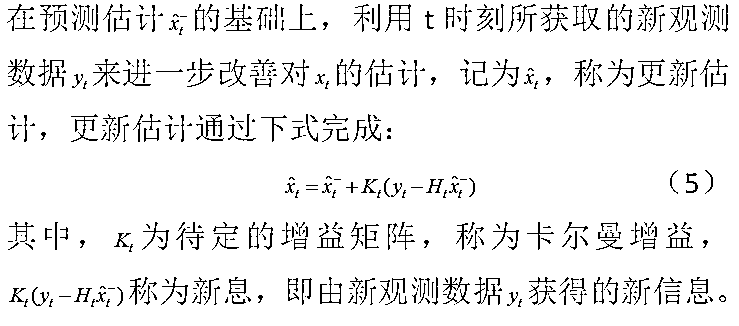 在预测估计 $\hat{x}_t^-$ 的基础上，利用 t 时刻所获取的新观测
数据 $y_t$ 来进一步改善对 $x_t$ 的估计，记为 $\hat{x}_t$，称为更新估
计，更新估计通过下式完成：
$\hat{x}_t = \hat{x}_t^- + K_t(y_t - H_t\hat{x}_t^-)$ （5）
其中，$K_t$ 为待定的增益矩阵，称为卡尔曼增益，
$K_t(y_t - H_t\hat{x}_t^-)$ 称为新息，即由新观测数据 $y_t$ 获得的新信息。